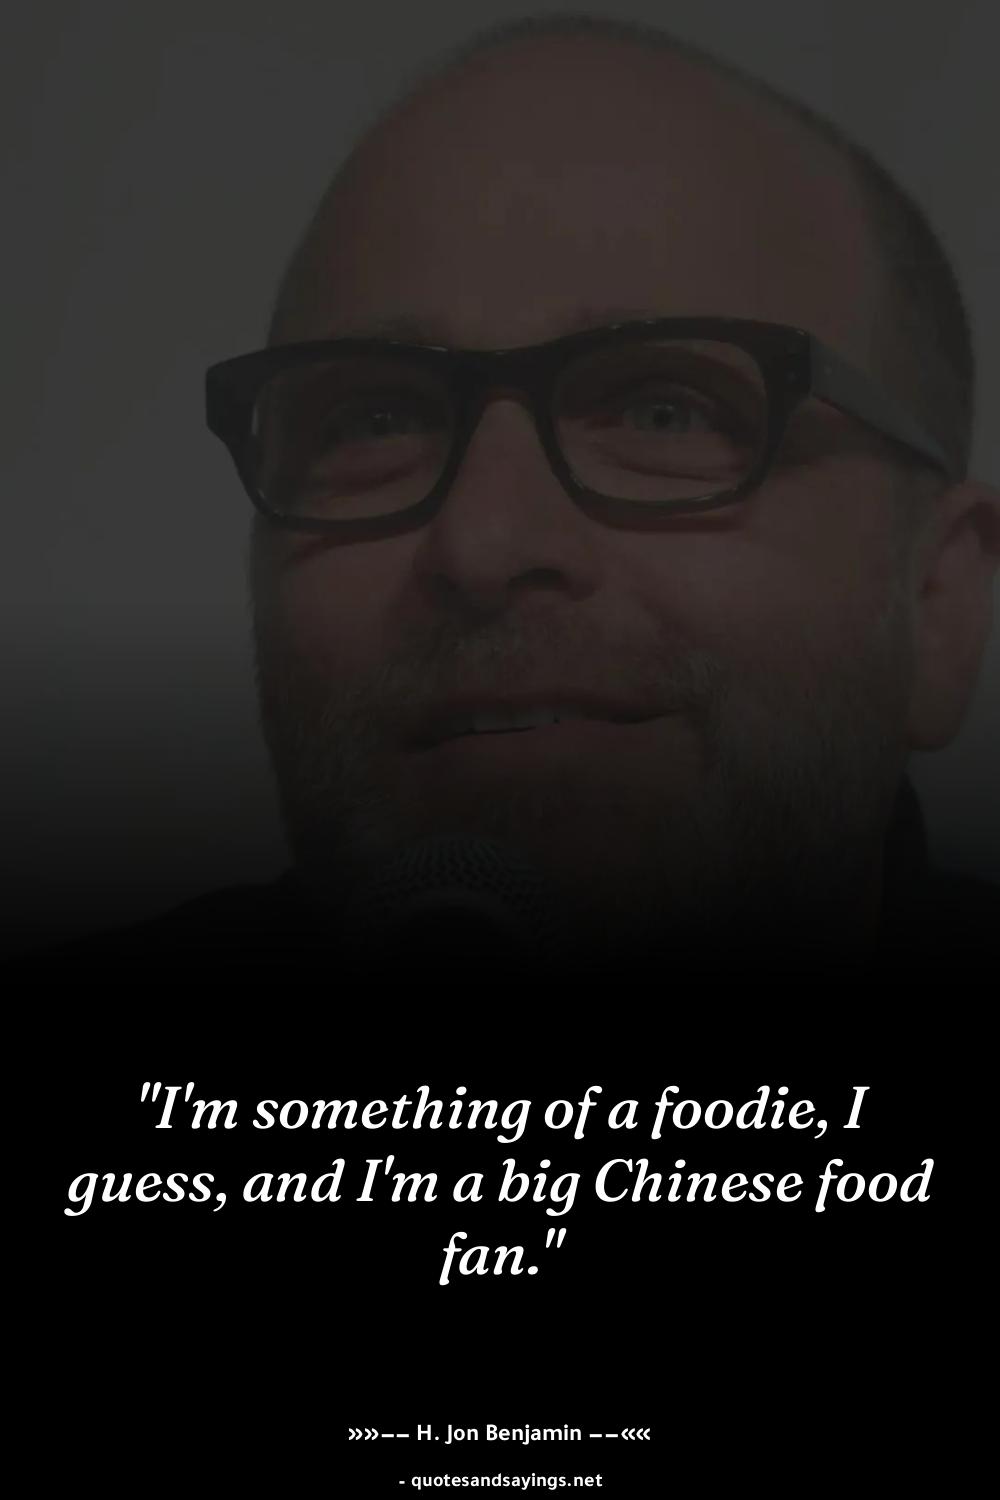 "I'm something of a foodie, I
guess, and I'm a big Chinese food
fan."
»»–– H. Jon Benjamin ––««
- quotesandsayings.net